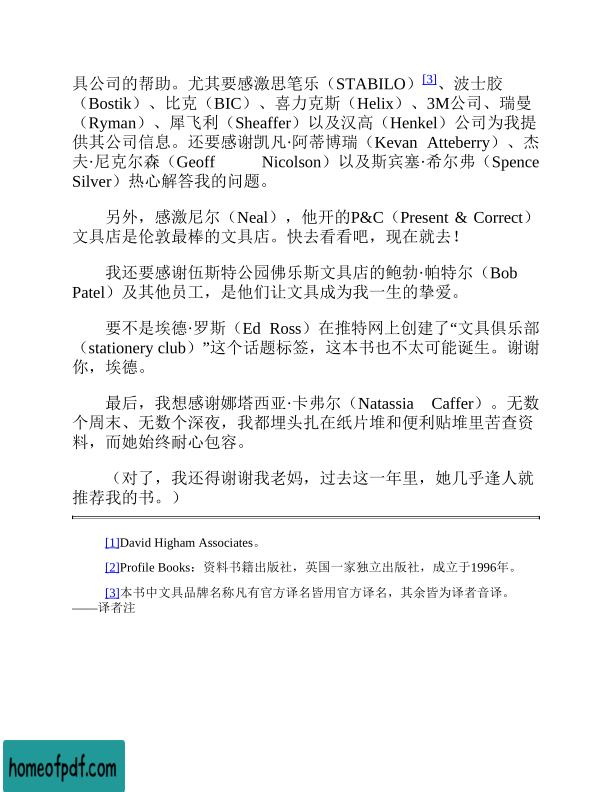 具公司的帮助。尤其要感激思笔乐（STABILO）[3]、波士胶
（Bostik）、比克（BIC）、喜力克斯（Helix）、3M公司、瑞曼
（Ryman）、犀飞利（Sheaffer）以及汉高（Henkel）公司为我提
供其公司信息。还要感谢凯凡·阿蒂博瑞（Kevan Atteberry）、杰
夫·尼克尔森（Geoff Nicolson）以及斯宾塞·希尔弗（Spence
Silver）热心解答我的问题。
另外，感激尼尔（Neal），他开的P&C（Present & Correct）
文具店是伦敦最棒的文具店。快去看看吧，现在就去！
我还要感谢伍斯特公园佛乐斯文具店的鲍勃·帕特尔（Bob
Patel）及其他员工，是他们让文具成为我一生的挚爱。
要不是埃德·罗斯（Ed Ross）在推特网上创建了“文具俱乐部
（stationery club）”这个话题标签，这本书也不太可能诞生。谢谢
你，埃德。
最后，我想感谢娜塔西亚·卡弗尔（Natassia Caffer）。无数
个周末、无数个深夜，我都埋头扎在纸片堆和便利贴堆里苦查资
料，而她始终耐心包容。
（对了，我还得谢谢我老妈，过去这一年里，她几乎逢人就
推荐我的书。）
[1]David Higham Associates。
[2]Profile Books：资料书籍出版社，英国一家独立出版社，成立于1996年。
[3]本书中文具品牌名称凡有官方译名皆用官方译名，其余皆为译者音译。
——译者注
homeofpdf.com